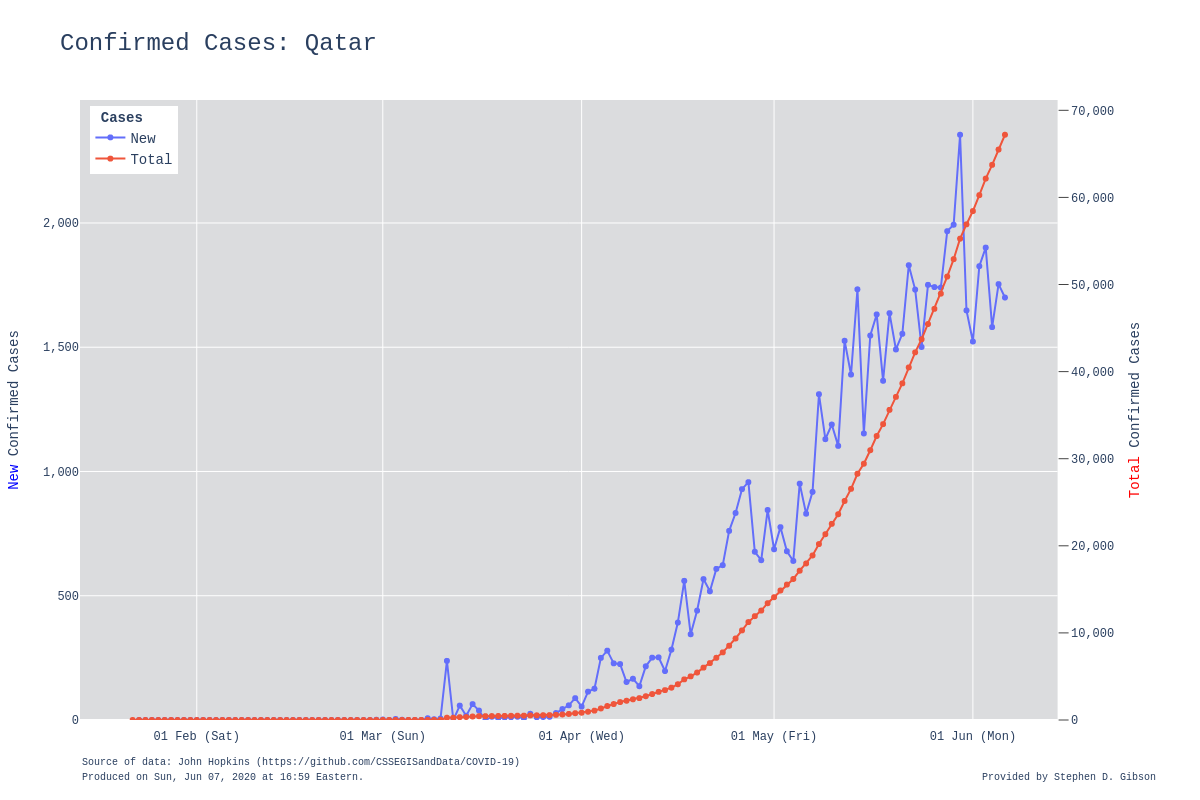 Confirmed Cases: Qatar
Cases
New
Total
70,000
60,000
50,000
40,000
30,000
20,000
10,000
0
2,000
1,500
1,000
500
0
New Confirmed Cases
Total Confirmed Cases
01 Feb (Sat)
01 Mar (Sun)
01 Apr (Wed)
01 May (Fri)
01 Jun (Mon)
Source of data: John Hopkins (https://github.com/CSSEGISandData/COVID-19)
Produced on Sun, Jun 07, 2020 at 16:59 Eastern.
Provided by Stephen D. Gibson